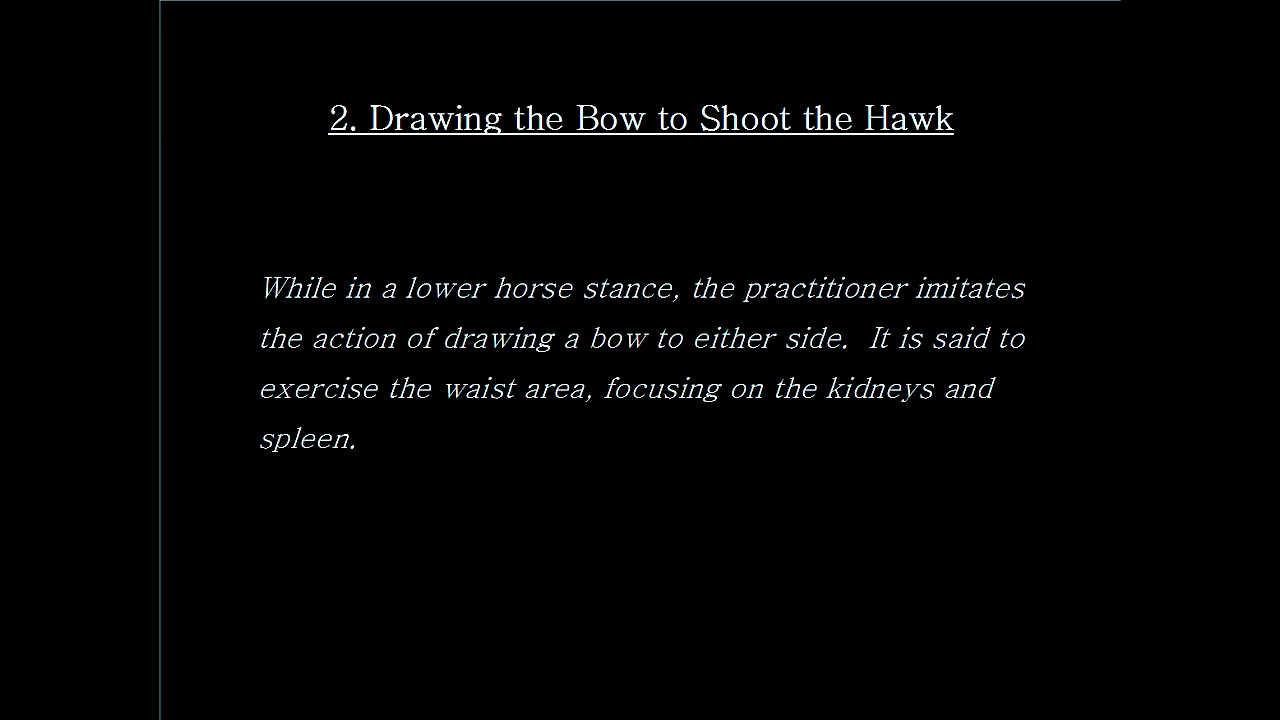 2. Drawing the Bow to Shoot the Hawk
While in a lower horse stance, the practitioner imitates
the action of drawing a bow to either side.  It is said to
exercise the waist area, focusing on the kidneys and
spleen.